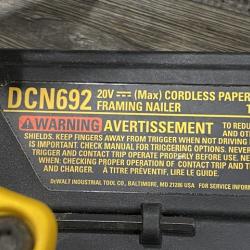 DCN692 20V (Max) CORDLESS PAPER
FRAMING NAILER
WARNING AVERTISSEMENT TO REDU
SHIELDS. KEEP FINGERS AWAY FROM TRIGGER WHEN NOT DRIVING
IS IMPORTANT. CHECK MANUAL FOR TRIGGERING OPTIONS. NEVER
TRIGGER AND CONTACT TRIP OPERATE PROPERLY BEFORE USE. NEVER
WHEN: CHECKING PROPER OPERATION OF CONTACT TRIP AND
AND CHARGER. À TITRE PRÉVENTIF, LIRE LE GUIDE.
DEWALT INDUSTRIAL TOOL CO., BALTIMORE, MD 21286 USA FOR SERVICE INFORM